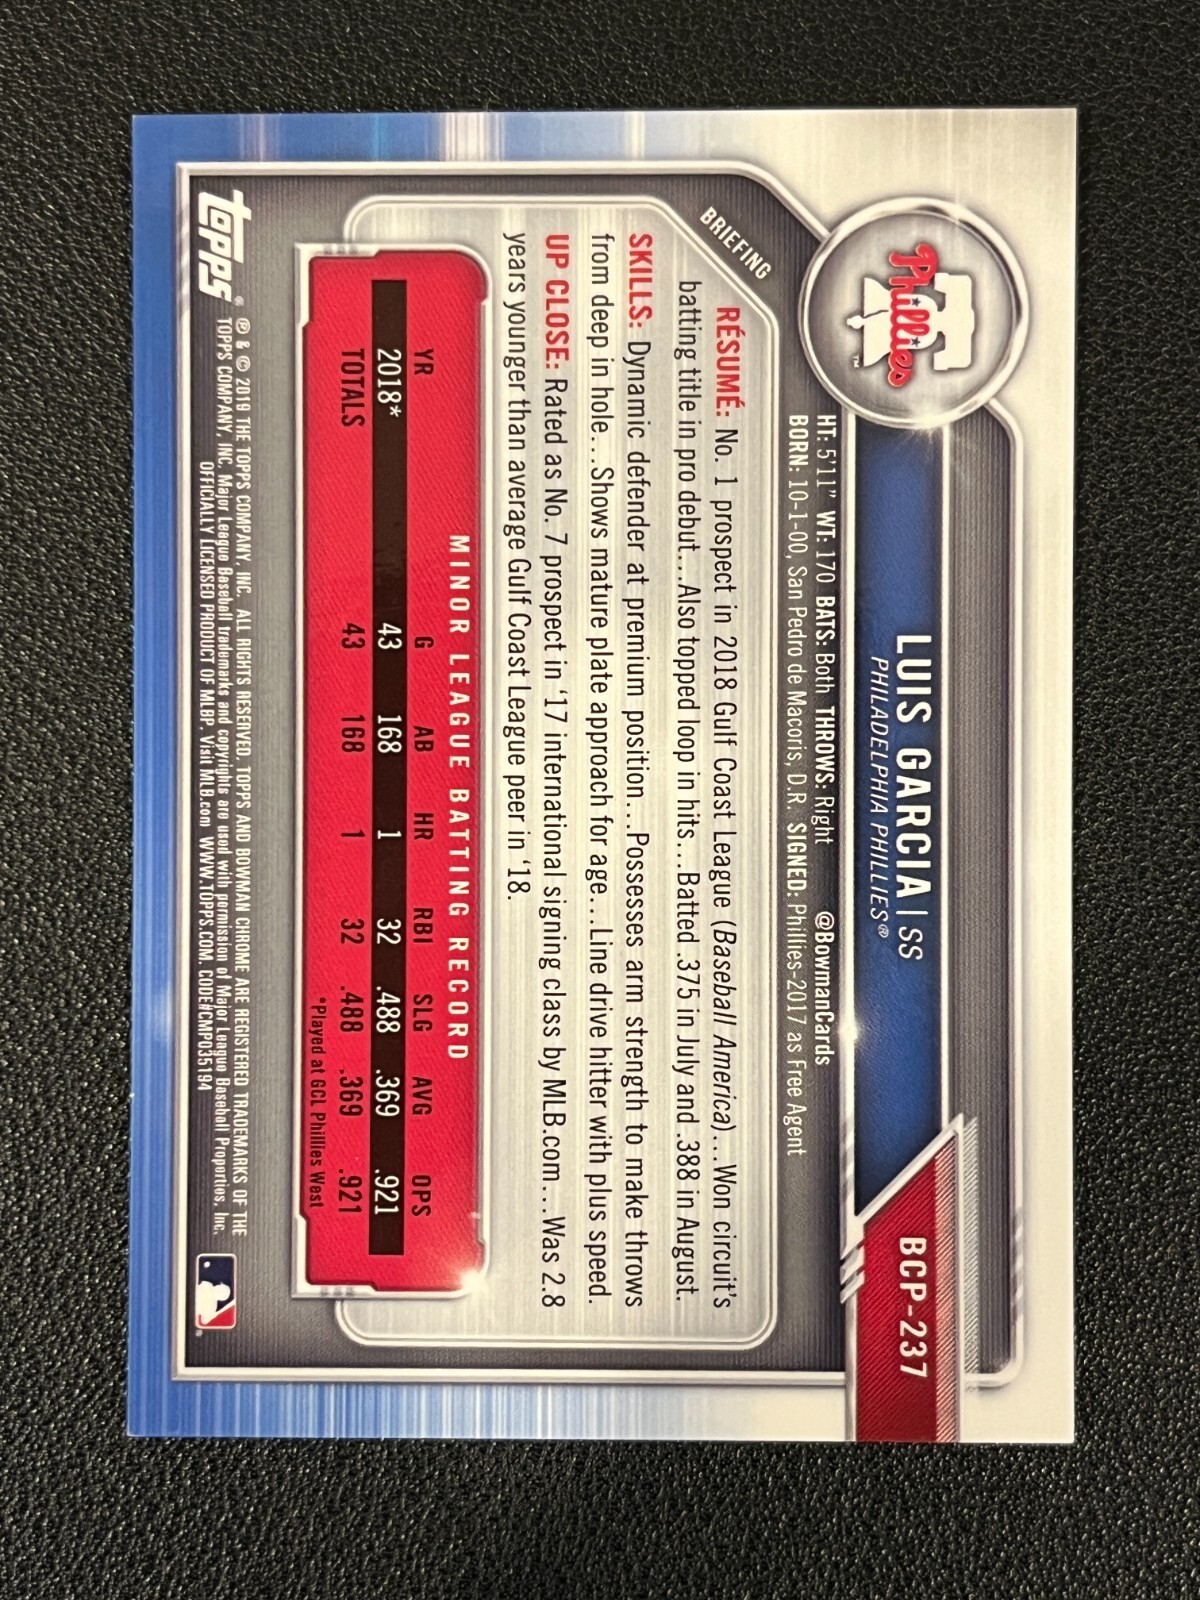 Phillies™
LUIS GARCIA | SS
PHILADELPHIA PHILLIES®
BCP-237
HT: 5'11" WT: 170 BATS: Both THROWS: Right @BowmanCards
BORN: 10-1-00, San Pedro de Macoris, D.R. SIGNED: Phillies-2017 as Free Agent
BRIEFING
RÉSUMÉ: No. 1 prospect in 2018 Gulf Coast League (Baseball America)...Won circuit's
batting title in pro debut...Also topped loop in hits...Batted .375 in July and .388 in August.
SKILLS: Dynamic defender at premium position...Possesses arm strength to make throws
from deep in hole...Shows mature plate approach for age...Line drive hitter with plus speed.
UP CLOSE: Rated as No. 7 prospect in '17 international signing class by MLB.com...Was 2.8
years younger than average Gulf Coast League peer in '18.
MINOR LEAGUE BATTING RECORD
YR G AB HR RBI SLG AVG OPS
2018* 43 168 1 32 .488 .369 .921
TOTALS 43 168 1 32 .488 .369 .921
*Played at GCL Phillies West
Topps®
® & © 2019 THE TOPPS COMPANY, INC. ALL RIGHTS RESERVED. TOPPS AND BOWMAN CHROME ARE REGISTERED TRADEMARKS OF THE
TOPPS COMPANY, INC. Major League Baseball trademarks and copyrights are used with permission of Major League Baseball Properties, Inc.
OFFICIALLY LICENSED PRODUCT OF MLBP. Visit MLB.com WWW.TOPPS.COM CODE#CMP035194